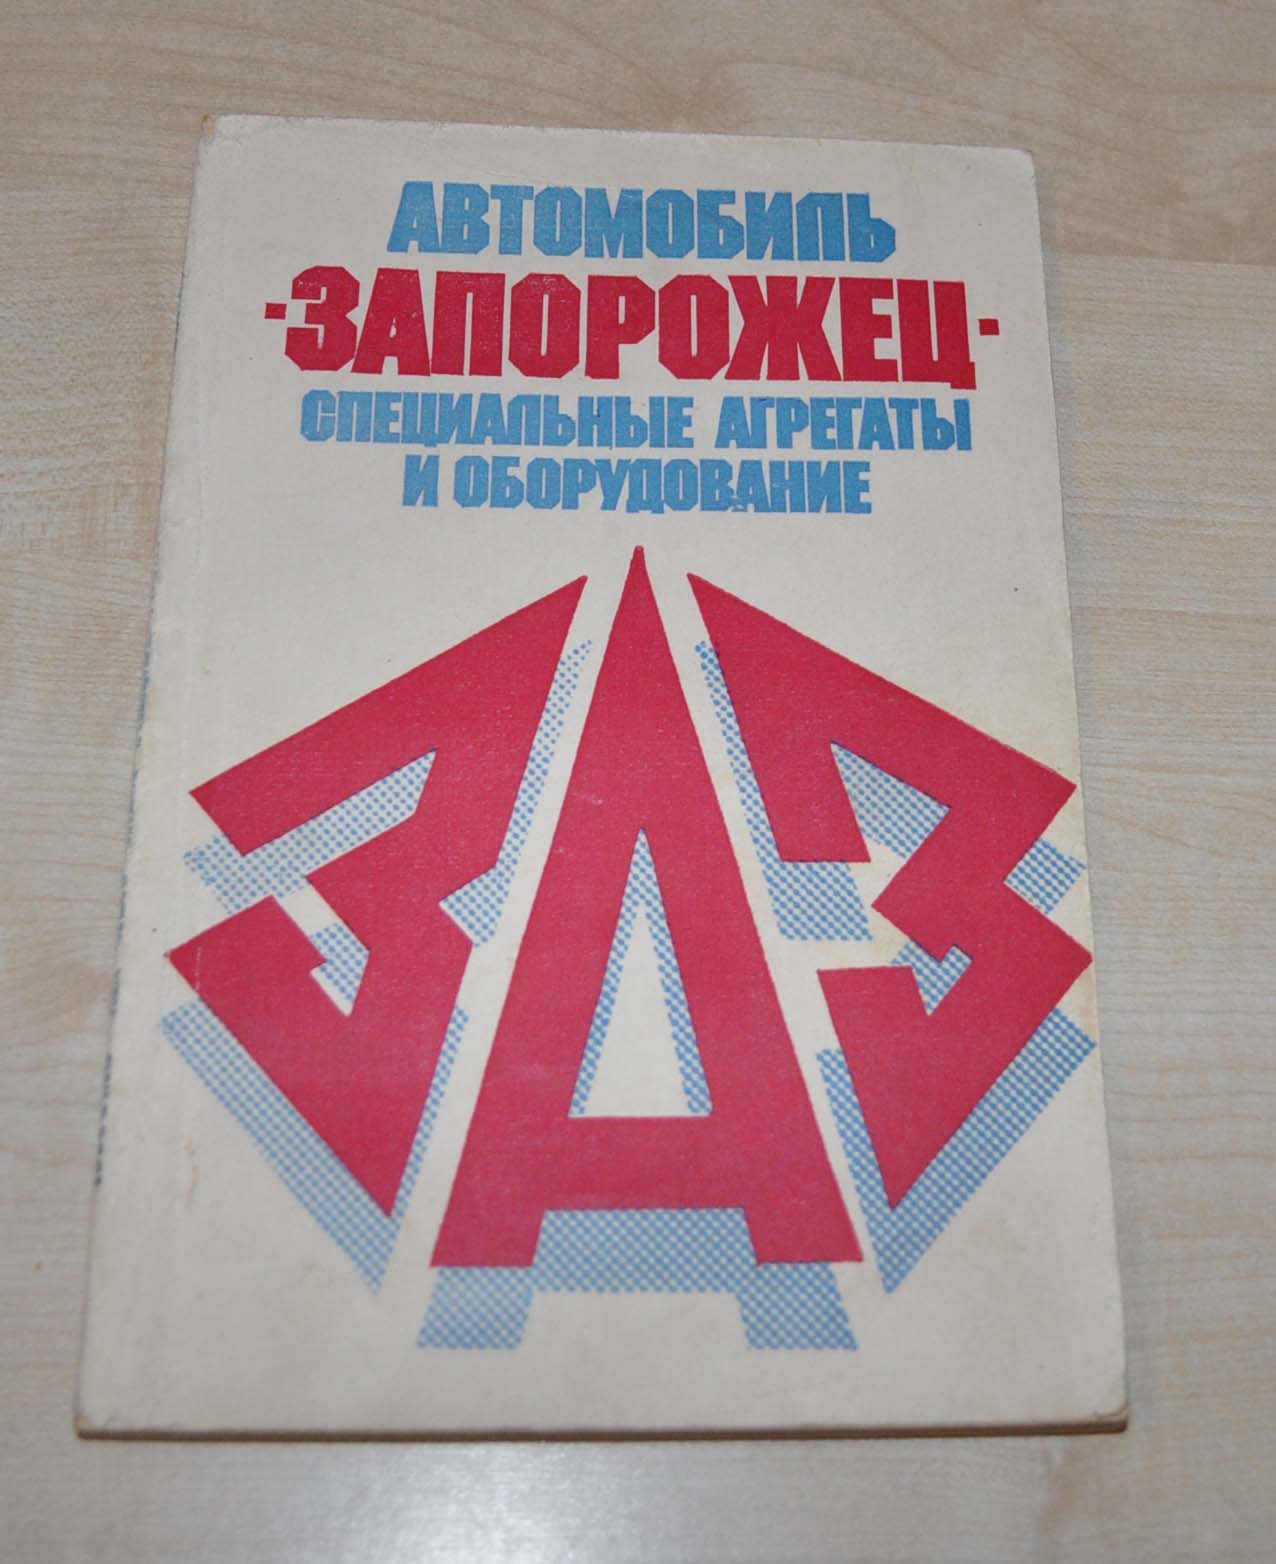 АВТОМОБИЛЬ
·ЗАПОРОЖЕЦ·
СПЕЦИАЛЬНЫЕ АГРЕГАТЫ
И ОБОРУДОВАНИЕ
ЗАЗ